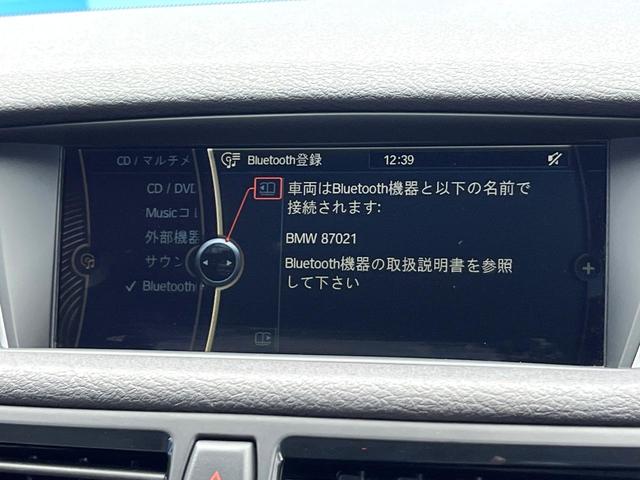 CD / マルチメ
Bluetooth登録
12:39
CD / DVD
Musicコレ
外部機器
サウン
✓ Bluetooth
車両はBluetooth機器と以下の名前で
接続されます:
BMW 87021
Bluetooth機器の取扱説明書を参照
して下さい